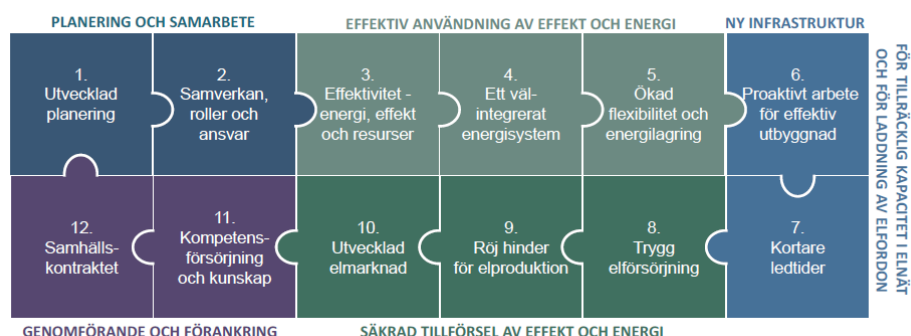 PLANERING OCH SAMARBETE
EFFEKTIV ANVÄNDNING AV EFFEKT OCH ENERGI
NY INFRASTRUKTUR
1.
Utvecklad
planering
2.
Samverkan,
roller och
ansvar
3.
Effektivitet -
energi, effekt
och resurser
4.
Ett väl-
integrerat
energisystem
5.
Ökad
flexibilitet och
energilagring
6.
Proaktivt arbete
för effektiv
utbyggnad
FÖR TILLRÄCKLIG KAPACITET I ELNÄT
OCH FÖR LADDNING AV ELFORDON
12.
Samhälls-
kontraktet
11.
Kompetens-
försörjning
och kunskap
10.
Utvecklad
elmarknad
9.
Röj hinder
för elproduktion
8.
Trygg
elförsörjning
7.
Kortare
ledtider
GENOMFÖRANDE OCH FÖRANKRING
SÄKRAD TILLFÖRSEL AV EFFEKT OCH ENERGI